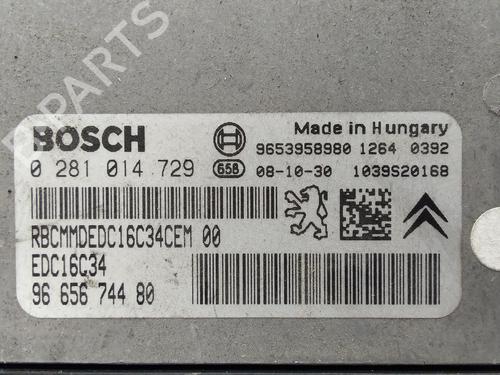 B PARTS
BOSCH
Made in Hungary
9653958980 1264 0392
0 281 014 729
658 08-10-30 1039S20168
RBCMMDEDC16C34CEM 00
EDC16C34
96 656 744 80